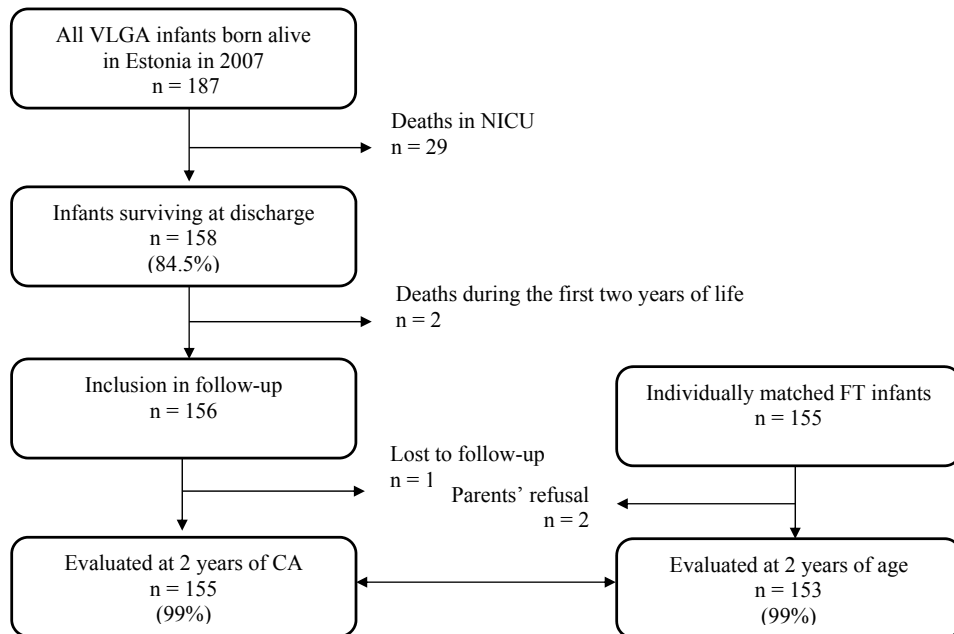 All VLGA infants born alive
in Estonia in 2007
n = 187
Deaths in NICU
n = 29
Infants surviving at discharge
n = 158
(84.5%)
Deaths during the first two years of life
n = 2
Inclusion in follow-up
n = 156
Individually matched FT infants
n = 155
Lost to follow-up
n = 1
Parents’ refusal
n = 2
Evaluated at 2 years of CA
n = 155
(99%)
Evaluated at 2 years of age
n = 153
(99%)